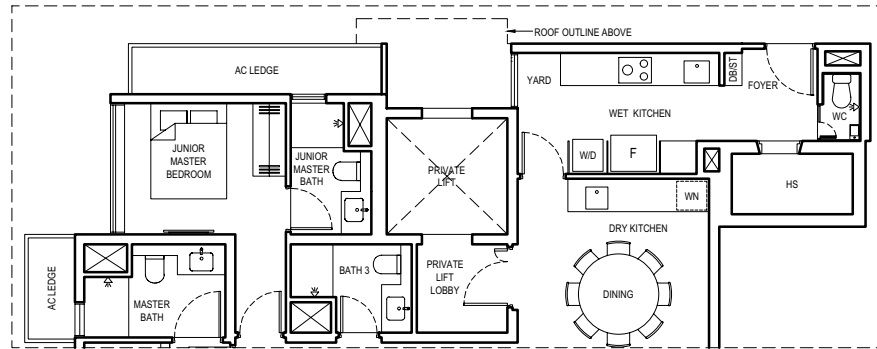 ROOF OUTLINE ABOVE
AC LEDGE
YARD
DB/ST
FOYER
WET KITCHEN
WC
JUNIOR
MASTER
BEDROOM
JUNIOR
MASTER
BATH
PRIVATE
LIFT
W/D
F
HS
WN
DRY KITCHEN
AC LEDGE
BATH 3
PRIVATE
LIFT
LOBBY
MASTER
BATH
DINING